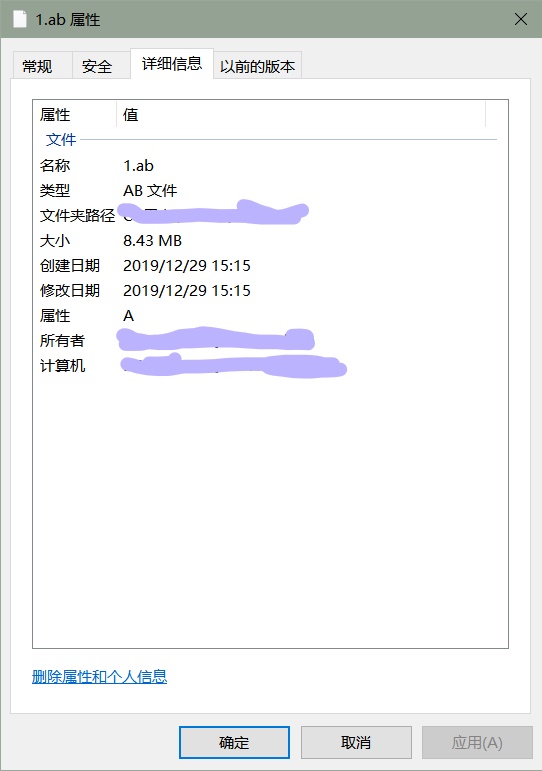 1.ab 属性
常规 安全 详细信息 以前的版本
属性 值
文件
名称 1.ab
类型 AB 文件
文件夹路径
大小 8.43 MB
创建日期 2019/12/29 15:15
修改日期 2019/12/29 15:15
属性 A
所有者
计算机
删除属性和个人信息
确定 取消 应用(A)